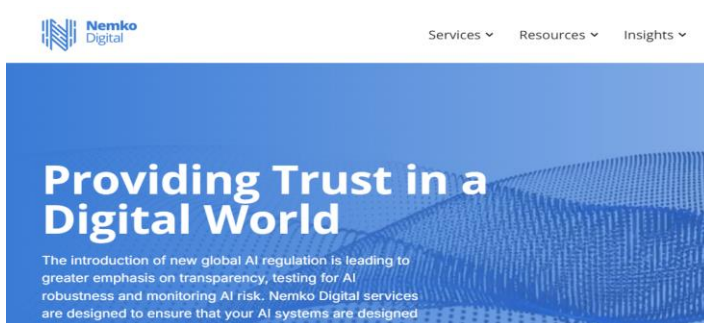 Nemko
Digital
Services
Resources
Insights
Providing Trust in a
Digital World
The introduction of new global AI regulation is leading to
greater emphasis on transparency, testing for AI
robustness and monitoring AI risk. Nemko Digital services
are designed to ensure that your AI systems are designed